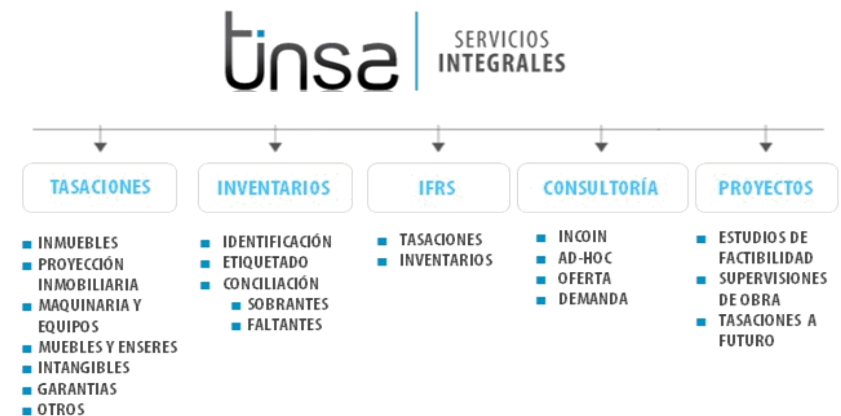 tinsa
SERVICIOS
INTEGRALES
TASACIONES
INMUEBLES
PROYECCIÓN
INMOBILIARIA
MAQUINARIA Y
EQUIPOS
MUEBLES Y ENSERES
INTANGIBLES
GARANTIAS
OTROS
INVENTARIOS
IDENTIFICACIÓN
ETIQUETADO
CONCILIACIÓN
SOBRANTES
FALTANTES
IFRS
TASACIONES
INVENTARIOS
CONSULTORÍA
INCOIN
AD-HOC
OFERTA
DEMANDA
PROYECTOS
ESTUDIOS DE
FACTIBILIDAD
SUPERVISIONES
DE OBRA
TASACIONES A
FUTURO